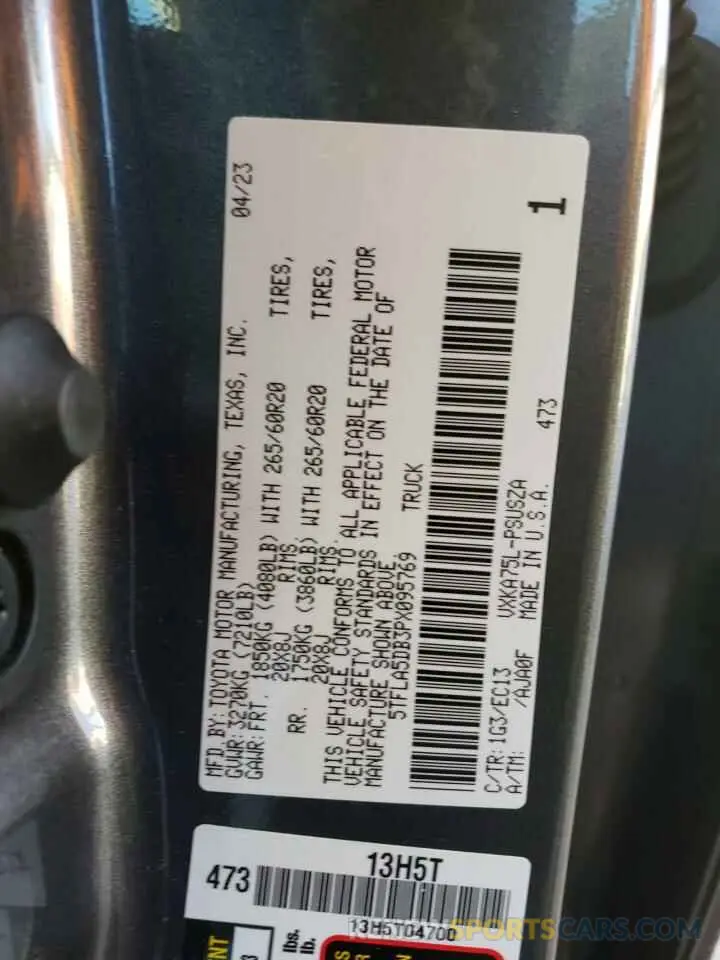 MFD BY: TOYOTA MOTOR MANUFACTURING, TEXAS, INC. 04/23
GVWR: 3270KG (7210LB)
GAWR: FRT. 1850KG (4080LB) WITH 265/60R20 TIRES,
20X8J RIMS
RR. 1750KG (3860LB) WITH 265/60R20 TIRES,
20X8J RIMS
THIS VEHICLE CONFORMS TO ALL APPLICABLE FEDERAL MOTOR
VEHICLE SAFETY STANDARDS IN EFFECT ON THE DATE OF
MANUFACTURE SHOWN ABOVE
5TFLA5DB3PX095769 TRUCK
C/TR: 1G3/EC13 VXKA75L-PSUSZA 473
A/TM: /AJA0F MADE IN U.S.A.
1
13H5T
473
13H5T04700
lbs.
lb.
SPORTSCARS.COM